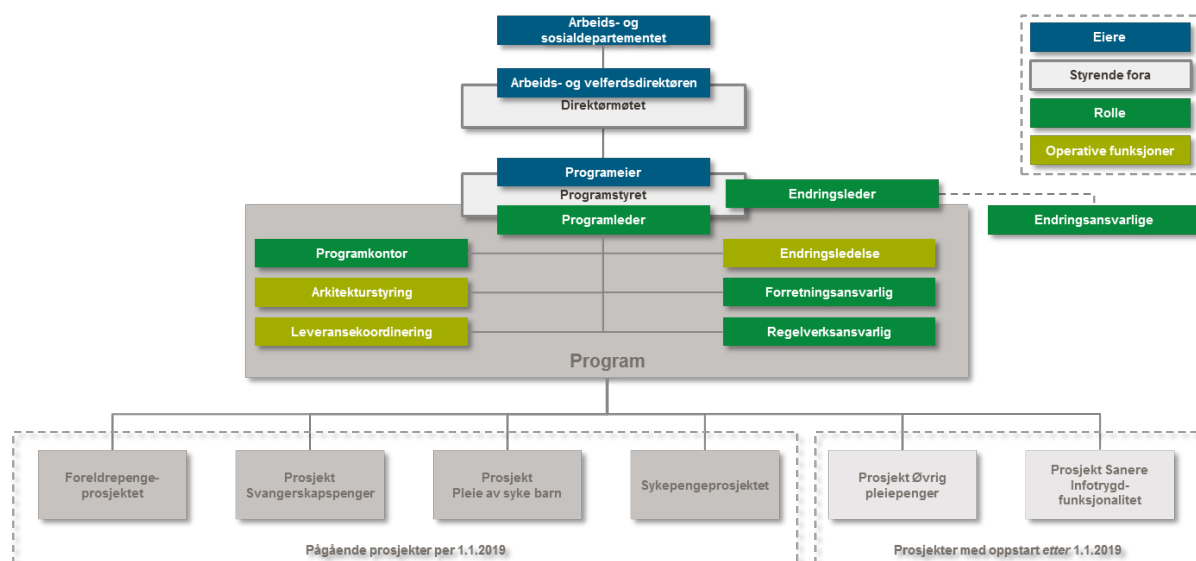 Arbeids- og
sosialdepartementet
Arbeids- og velferdsdirektøren
Direktørmøtet
Programeier
Programstyret
Programleder
Endringsleder
Endringsansvarlige
Eiere
Styrende fora
Rolle
Operative funksjoner
Programkontor
Endringsledelse
Arkitekturstyring
Forretningsansvarlig
Leveransekoordinering
Regelverksansvarlig
Program
Foreldrepenge-
prosjektet
Prosjekt
Svangerskapspenger
Prosjekt
Pleie av syke barn
Sykepengeprosjektet
Prosjekt Øvrig
pleiepenger
Prosjekt Sanere
Infotrygd-
funksjonalitet
Pågående prosjekter per 1.1.2019
Prosjekter med oppstart etter 1.1.2019